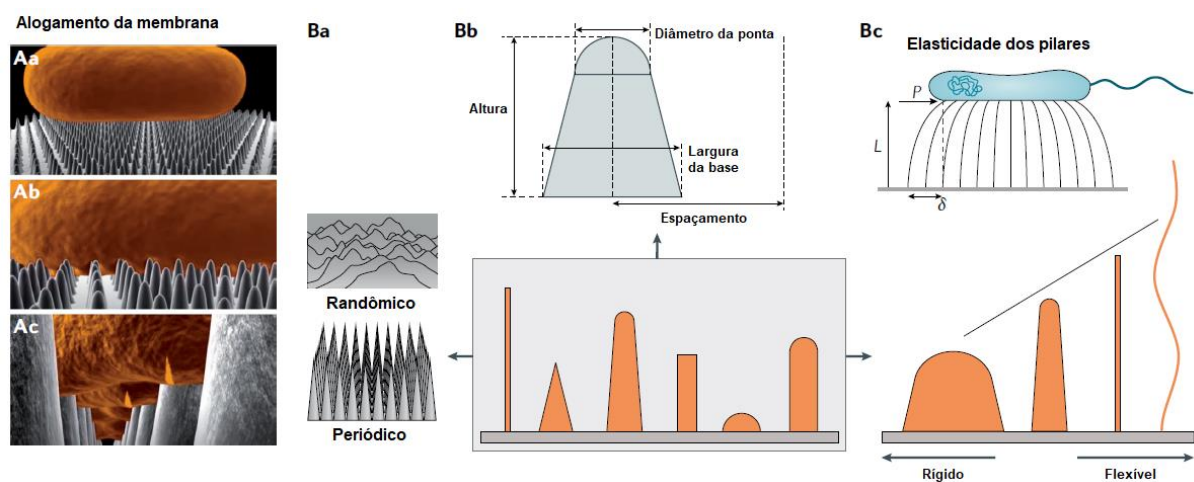 Alogamento da membrana
Aa
Ab
Ac
Ba
Randômico
Periódico
Bb
Diâmetro da ponta
Altura
Largura
da base
Espaçamento
Bc
Elasticidade dos pilares
P
L
δ
Rígido
Flexível